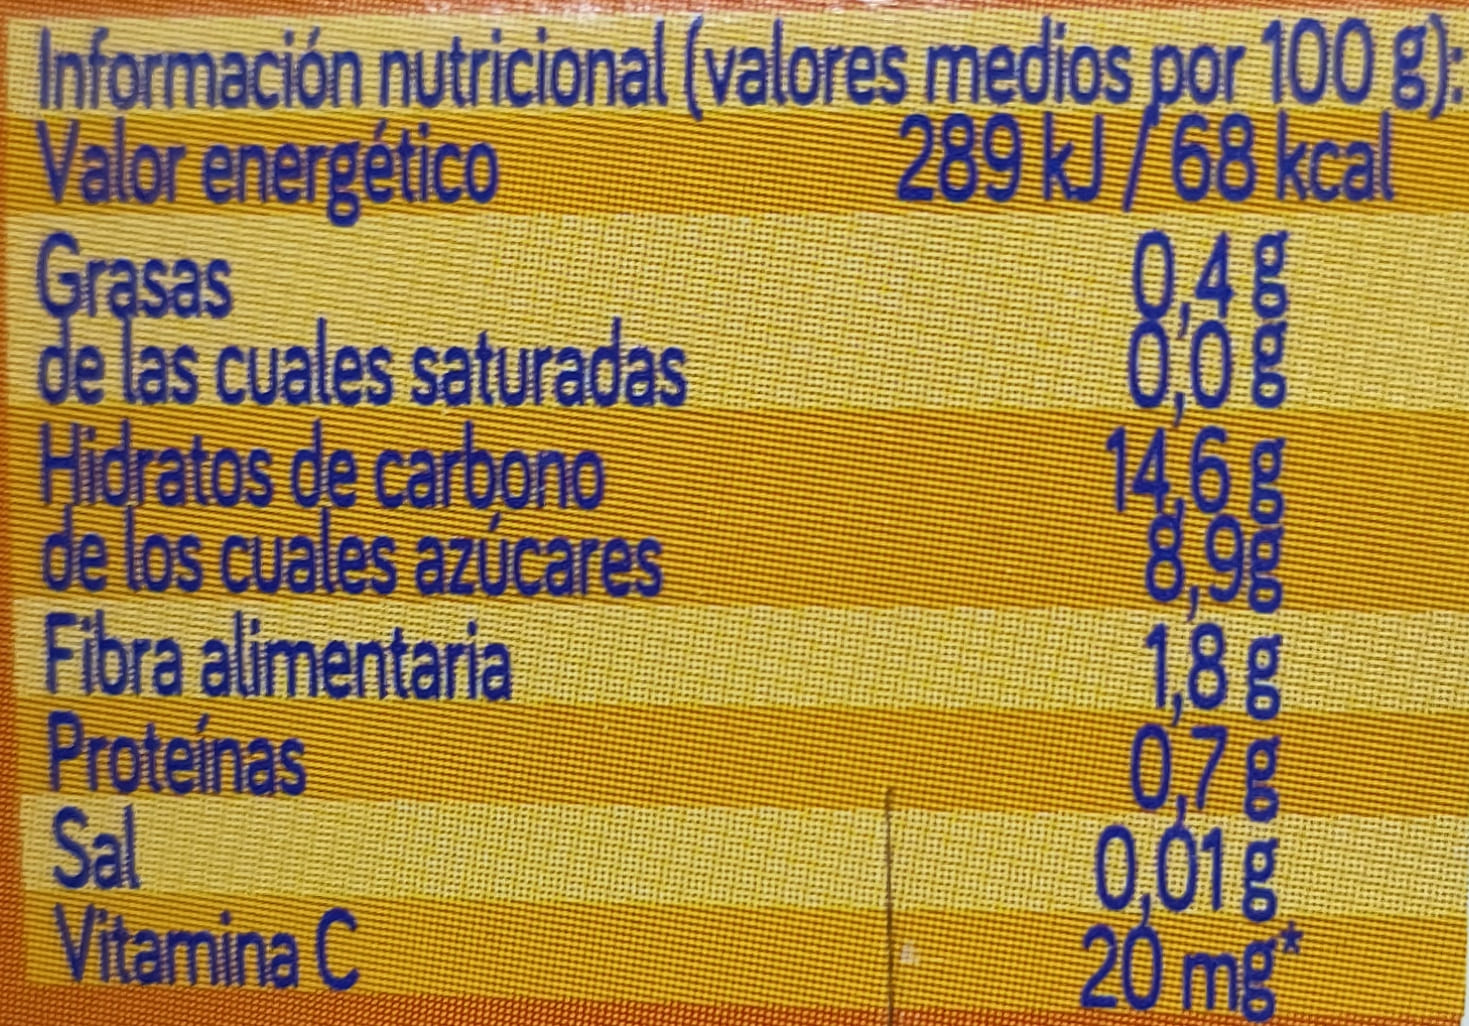 Información nutricional (valores medios por 100 g):
Valor energético 289 kJ / 68 kcal
Grasas 0,4 g
de las cuales saturadas 0,0 g
Hidratos de carbono 14,6 g
de los cuales azúcares 8,9g
Fibra alimentaria 1,8 g
Proteínas 0,7 g
Sal 0,01 g
Vitamina C 20 mg*